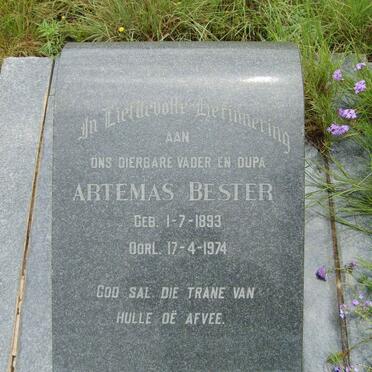 In Liefdevolle Herinnering
AAN
ONS DIERBARE VADER EN OUPA
ARTEMAS BESTER
GEB. 1-7-1893
OORL. 17-4-1974
GOD SAL DIE TRANE VAN
HULLE OË AFVEE.